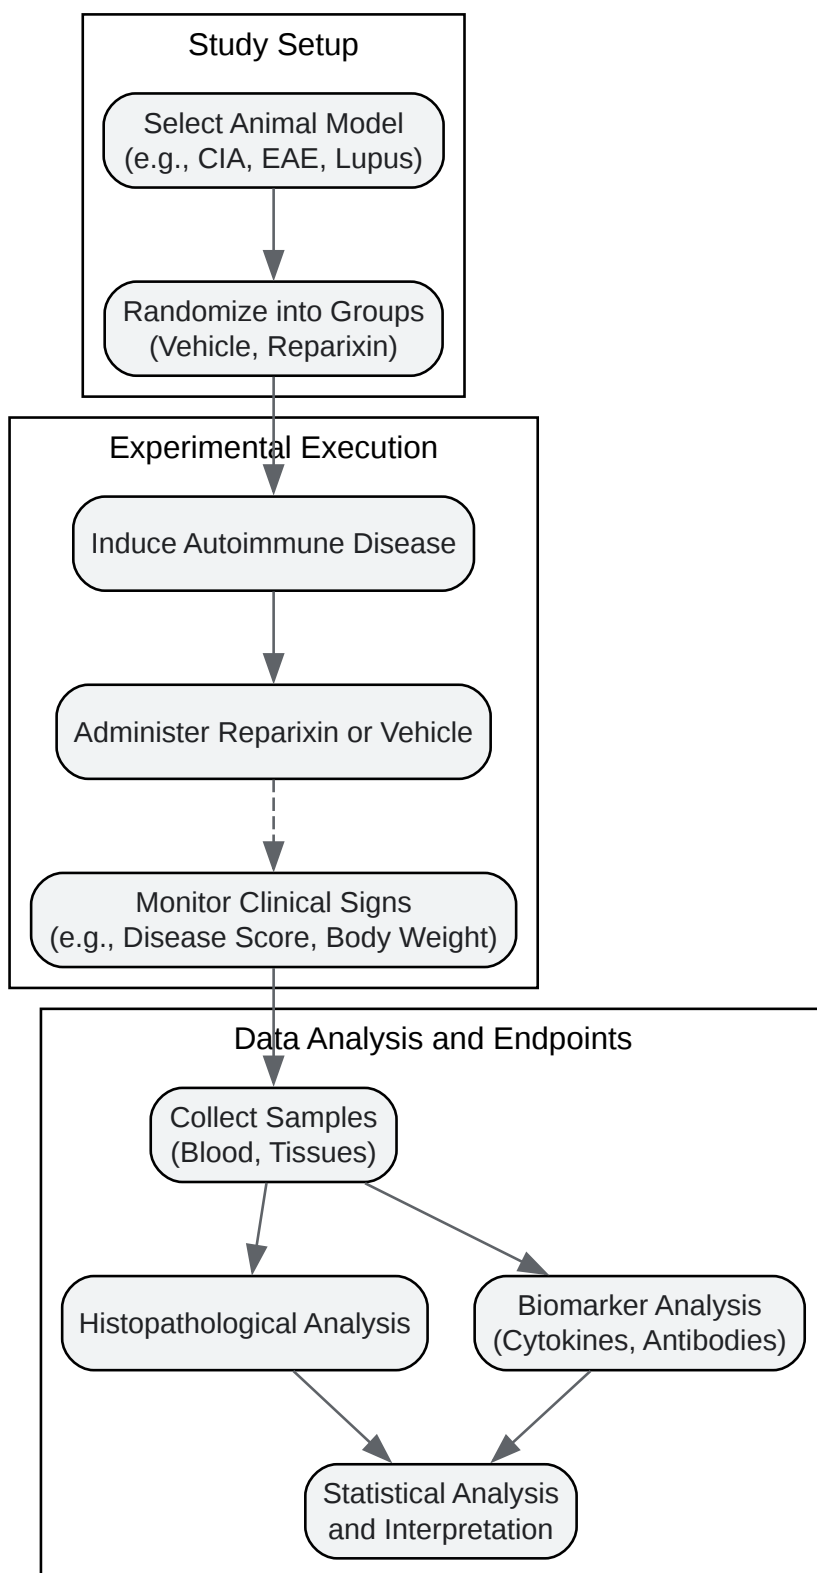 Study Setup
Select Animal Model
(e.g., CIA, EAE, Lupus)
Randomize into Groups
(Vehicle, Reparixin)
Experimental Execution
Induce Autoimmune Disease
Administer Reparixin or Vehicle
Monitor Clinical Signs
(e.g., Disease Score, Body Weight)
Data Analysis and Endpoints
Collect Samples
(Blood, Tissues)
Histopathological Analysis
Biomarker Analysis
(Cytokines, Antibodies)
Statistical Analysis
and Interpretation